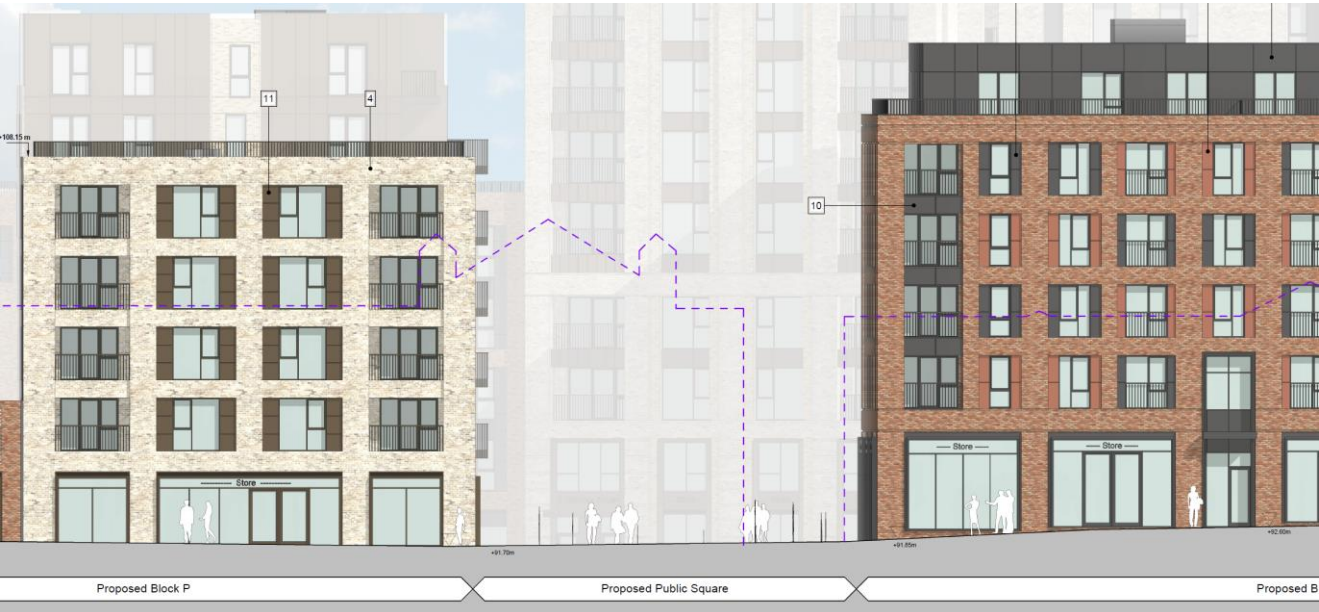 11
4
+108.15 m
10
Store
Store
Store
+91.70m
+91.85m
+92.60m
Proposed Block P
Proposed Public Square
Proposed B